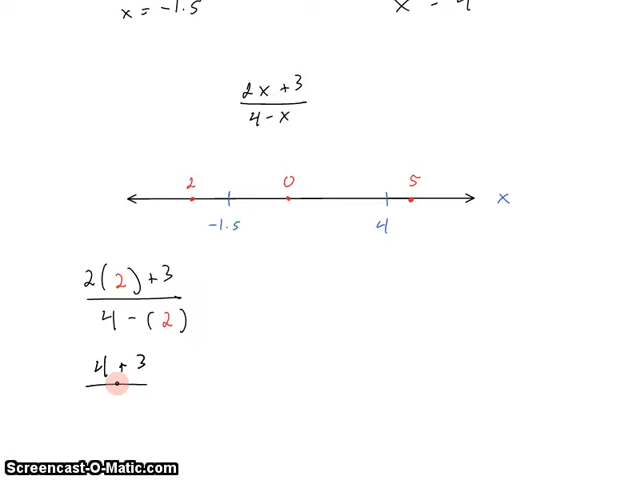 x = -1.5 x = 4
2x + 3
4 - x
2 0 5
x
-1.5 4
2(2) + 3
4 - (2)
4 + 3
Screencast-O-Matic.com